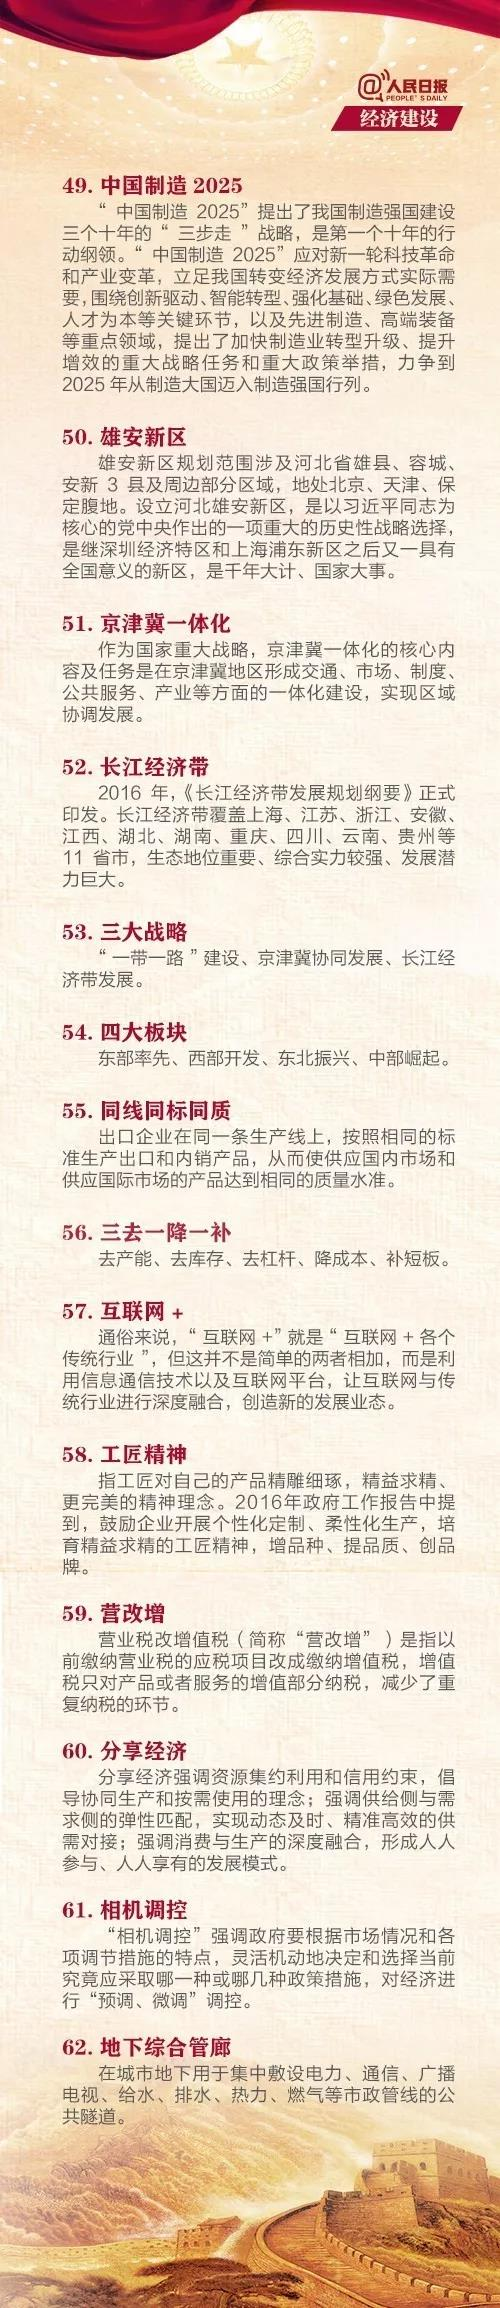 @人民日报
PEOPLE'S DAILY
经济建设
49. 中国制造 2025
“ 中国制造 2025”提出了我国制造强国建设
三个十年的“ 三步走 ”战略，是第一个十年的行
动纲领。“ 中国制造 2025”应对新一轮科技革命
和产业变革，立足我国转变经济发展方式实际需
要，围绕创新驱动、智能转型、强化基础、绿色发展、
人才为本等关键环节，以及先进制造、高端装备
等重点领域，提出了加快制造业转型升级、提升
增效的重大战略任务和重大政策举措，力争到
2025 年从制造大国迈入制造强国行列。
50. 雄安新区
雄安新区规划范围涉及河北省雄县、容城、
安新 3 县及周边部分区域，地处北京、天津、保
定腹地。设立河北雄安新区，是以习近平同志为
核心的党中央作出的一项重大的历史性战略选择，
是继深圳经济特区和上海浦东新区之后又一具有
全国意义的新区，是千年大计、国家大事。
51. 京津冀一体化
作为国家重大战略，京津冀一体化的核心内
容及任务是在京津冀地区形成交通、市场、制度、
公共服务、产业等方面的一体化建设，实现区域
协调发展。
52. 长江经济带
2016 年，《长江经济带发展规划纲要》正式
印发。长江经济带覆盖上海、江苏、浙江、安徽、
江西、湖北、湖南、重庆、四川、云南、贵州等
11 省市，生态地位重要、综合实力较强、发展潜
力巨大。
53. 三大战略
“ 一带一路 ”建设、京津冀协同发展、长江经
济带发展。
54. 四大板块
东部率先、西部开发、东北振兴、中部崛起。
55. 同线同标同质
出口企业在同一条生产线上，按照相同的标
准生产出口和内销产品，从而使供应国内市场和
供应国际市场的产品达到相同的质量水准。
56. 三去一降一补
去产能、去库存、去杠杆、降成本、补短板。
57. 互联网 +
通俗来说，“ 互联网 +”就是“ 互联网 + 各个
传统行业 ”，但这并不是简单的两者相加，而是利
用信息通信技术以及互联网平台，让互联网与传
统行业进行深度融合，创造新的发展业态。
58. 工匠精神
指工匠对自己的产品精雕细琢，精益求精、
更完美的精神理念。2016年政府工作报告中提
到，鼓励企业开展个性化定制、柔性化生产，培
育精益求精的工匠精神，增品种、提品质、创品
牌。
59. 营改增
营业税改增值税（简称“营改增”）是指以
前缴纳营业税的应税项目改成缴纳增值税，增值
税只对产品或者服务的增值部分纳税，减少了重
复纳税的环节。
60. 分享经济
分享经济强调资源集约利用和信用约束，倡
导协同生产和按需使用的理念；强调供给侧与需
求侧的弹性匹配，实现动态及时、精准高效的供
需对接；强调消费与生产的深度融合，形成人人
参与、人人享有的发展模式。
61. 相机调控
“相机调控”强调政府要根据市场情况和各
项调节措施的特点，灵活机动地决定和选择当前
究竟应采取哪一种或哪几种政策措施，对经济进
行“预调、微调”调控。
62. 地下综合管廊
在城市地下用于集中敷设电力、通信、广播
电视、给水、排水、热力、燃气等市政管线的公
共隧道。